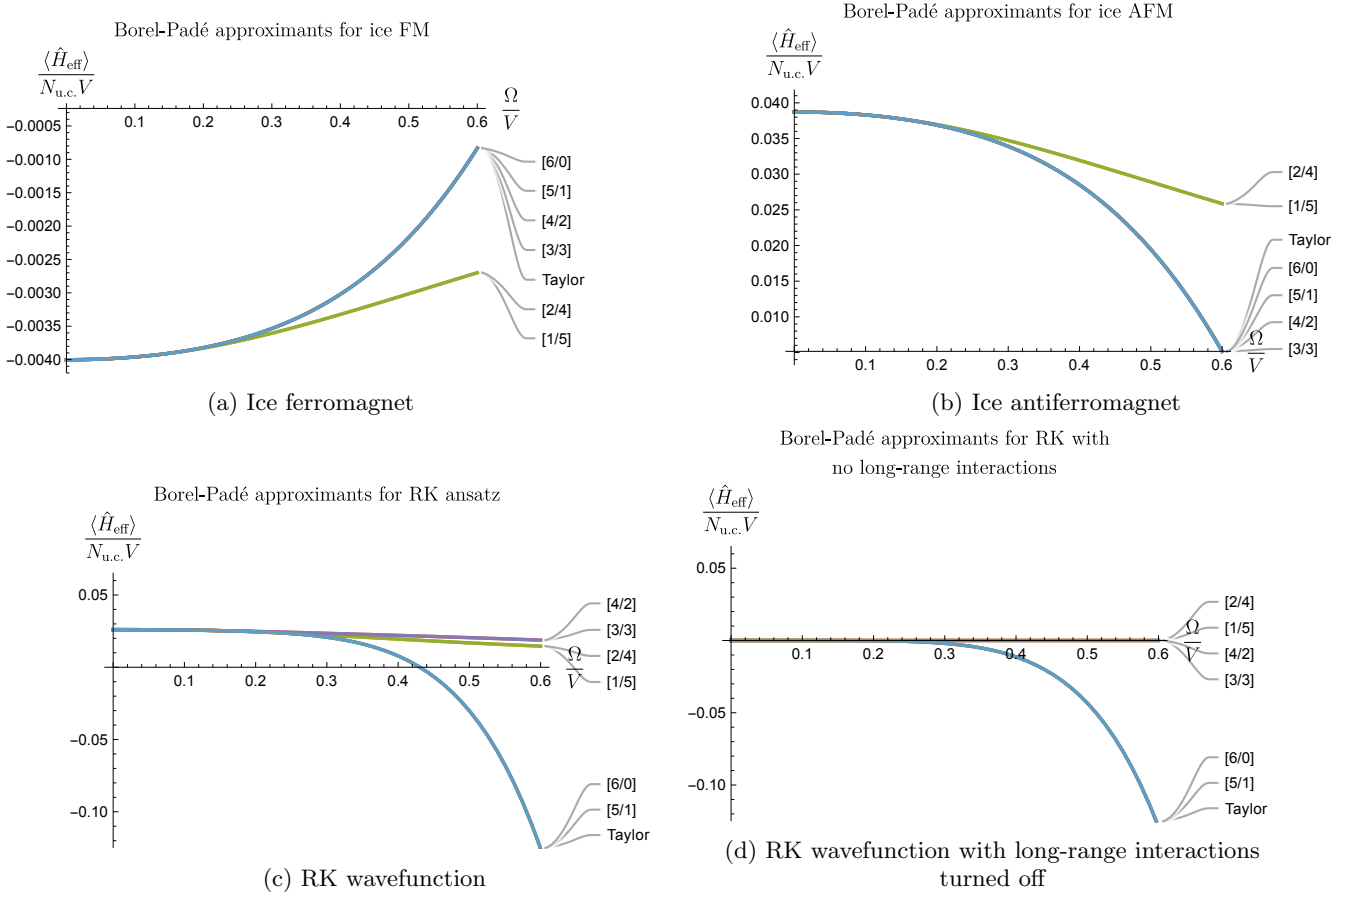 Borel-Padé approximants for ice FM
⟨Ĥeff⟩
Nu.c.V
Ω
V
0.1 0.2 0.3 0.4 0.5 0.6
−0.0005
−0.0010
−0.0015
−0.0020
−0.0025
−0.0030
−0.0035
−0.0040
[6/0]
[5/1]
[4/2]
[3/3]
Taylor
[2/4]
[1/5]
(a) Ice ferromagnet
Borel-Padé approximants for ice AFM
⟨Ĥeff⟩
Nu.c.V
0.040
0.035
0.030
0.025
0.020
0.015
0.010
[2/4]
[1/5]
Taylor
[6/0]
[5/1]
[4/2]
[3/3]
Ω
V
0.1 0.2 0.3 0.4 0.5 0.6
(b) Ice antiferromagnet
Borel-Padé approximants for RK ansatz
⟨Ĥeff⟩
Nu.c.V
0.05
−0.05
−0.10
[4/2]
[3/3]
[2/4]
[1/5]
Ω
V
0.1 0.2 0.3 0.4 0.5 0.6
[6/0]
[5/1]
Taylor
(c) RK wavefunction
Borel-Padé approximants for RK with
no long-range interactions
⟨Ĥeff⟩
Nu.c.V
0.05
−0.05
−0.10
[2/4]
[1/5]
[4/2]
[3/3]
Ω
V
0.1 0.2 0.3 0.4 0.5 0.6
[6/0]
[5/1]
Taylor
(d) RK wavefunction with long-range interactions
turned off